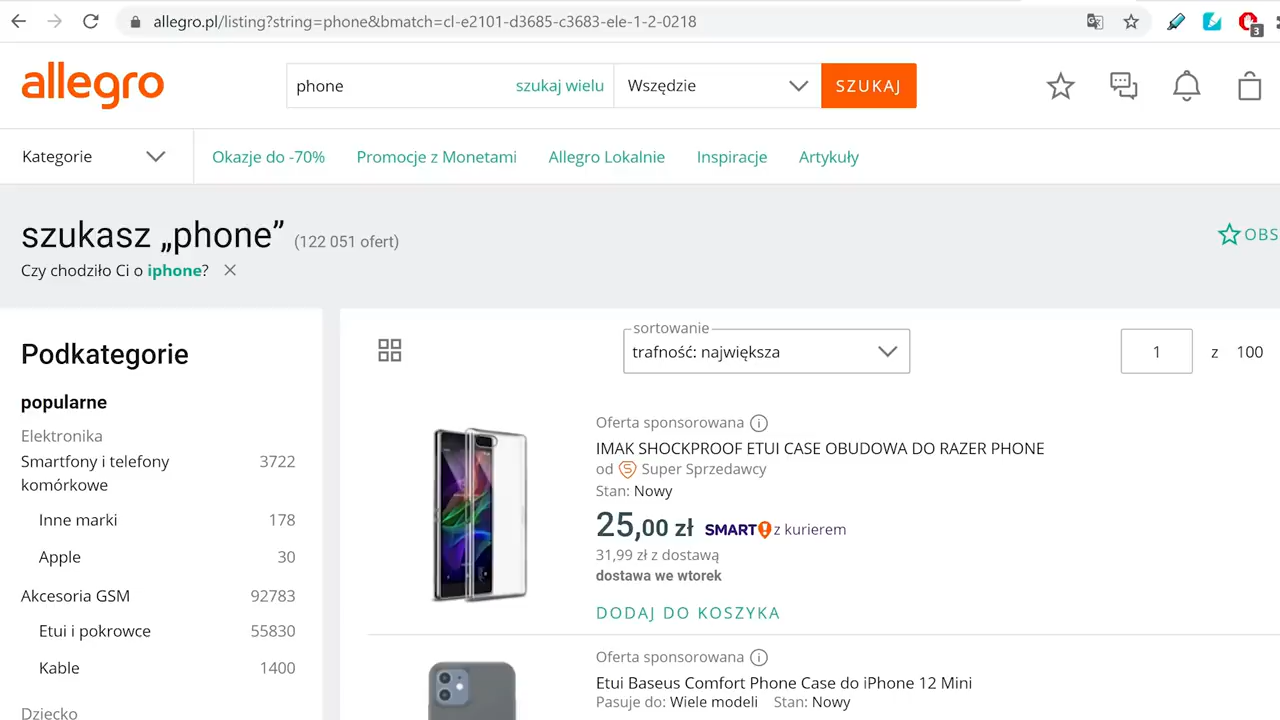 allegro.pl/listing?string=phone&bmatch=cl-e2101-d3685-c3683-ele-1-2-0218
3
allegro
phone szukaj wielu Wszędzie SZUKAJ
Kategorie Okazje do -70% Promocje z Monetami Allegro Lokalnie Inspiracje Artykuły
szukasz „phone” (122 051 ofert)
OBS
Czy chodziło Ci o iphone?
Podkategorie
popularne
Elektronika
Smartfony i telefony komórkowe 3722
Inne marki 178
Apple 30
Akcesoria GSM 92783
Etui i pokrowce 55830
Kable 1400
Dziecko
sortowanie
trafność: największa
1 z 100
Oferta sponsorowana
IMAK SHOCKPROOF ETUI CASE OBUDOWA DO RAZER PHONE
od Super Sprzedawcy
Stan: Nowy
25,00 zł SMART! z kurierem
31,99 zł z dostawą
dostawa we wtorek
DODAJ DO KOSZYKA
Oferta sponsorowana
Etui Baseus Comfort Phone Case do iPhone 12 Mini
Pasuje do: Wiele modeli Stan: Nowy